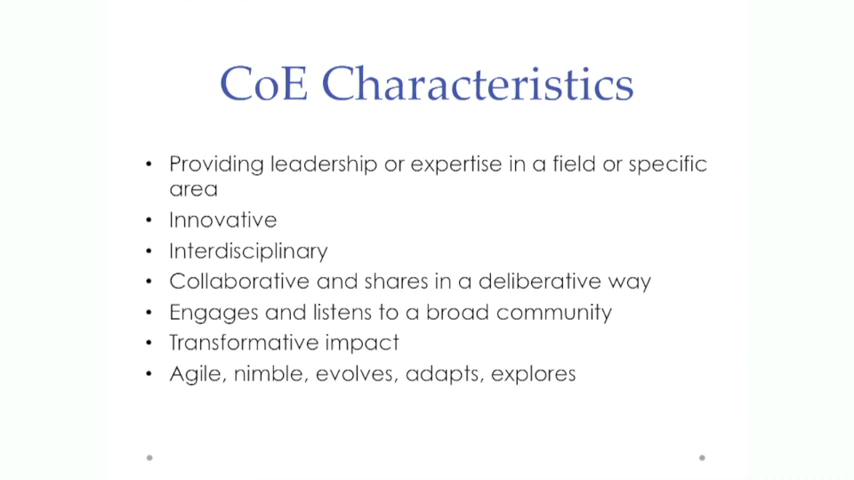 CoE Characteristics
• Providing leadership or expertise in a field or specific
area
• Innovative
• Interdisciplinary
• Collaborative and shares in a deliberative way
• Engages and listens to a broad community
• Transformative impact
• Agile, nimble, evolves, adapts, explores